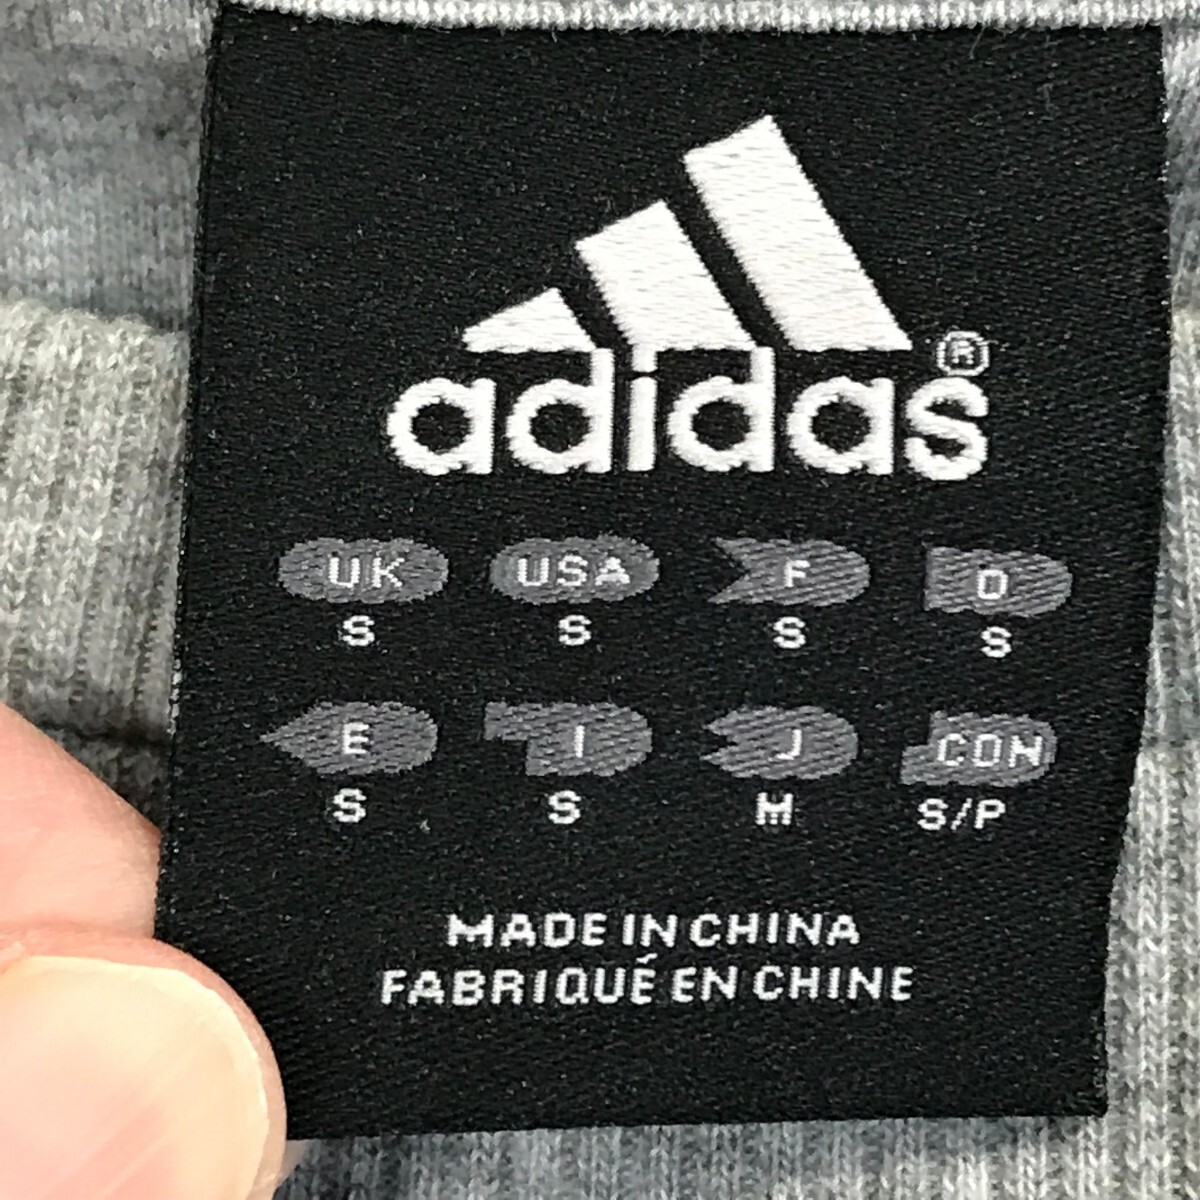 adidas®
UK USA F D
S S S S
E I J CON
S S M S/P
MADE IN CHINA
FABRIQUÉ EN CHINE